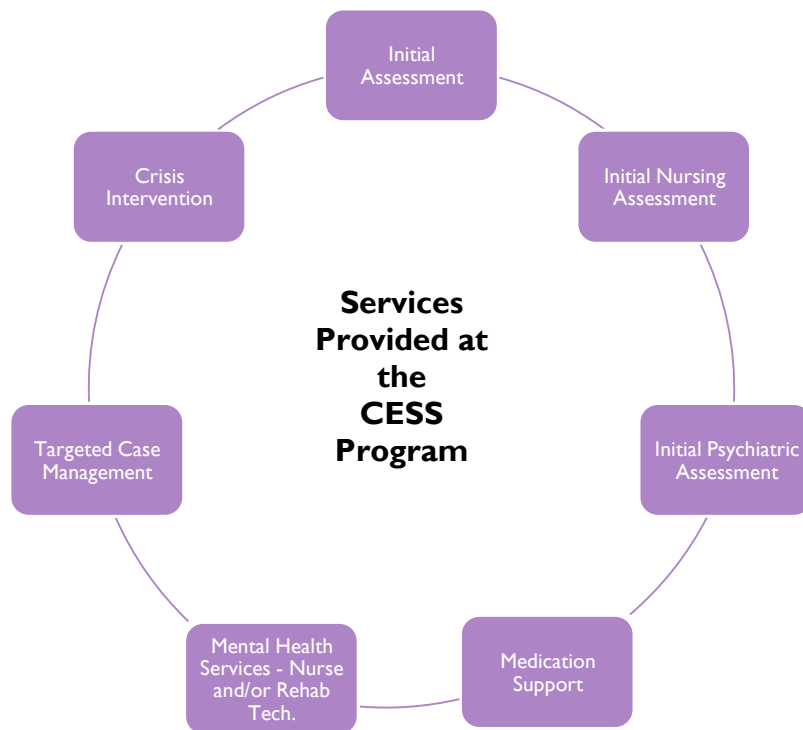 Initial
Assessment
Initial Nursing
Assessment
Initial Psychiatric
Assessment
Medication
Support
Mental Health
Services - Nurse
and/or Rehab
Tech.
Targeted Case
Management
Crisis
Intervention
Services
Provided at
the
CESS
Program